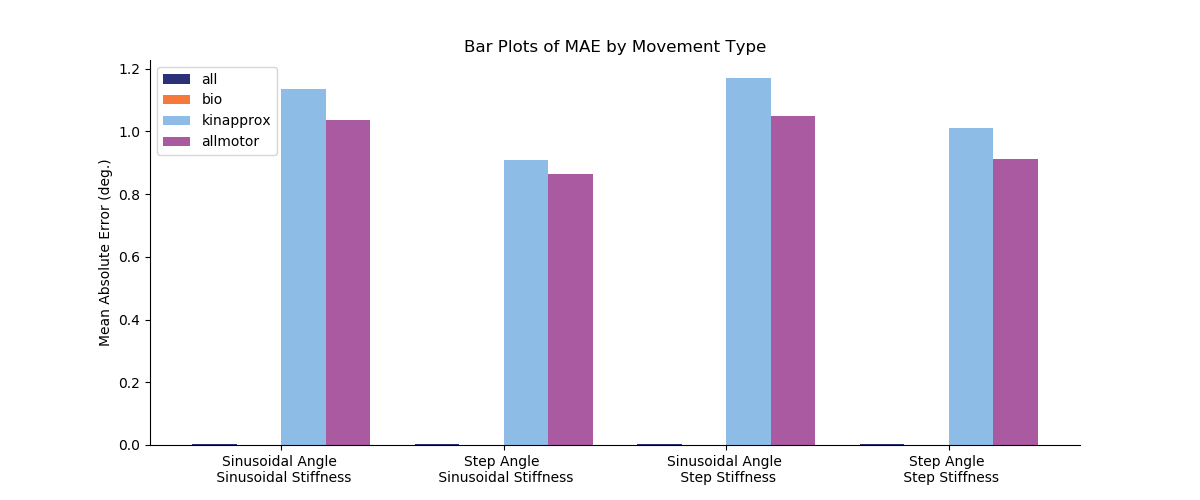 Bar Plots of MAE by Movement Type
1.2
1.0
0.8
0.6
0.4
0.2
0.0
Mean Absolute Error (deg.)
all
bio
kinapprox
allmotor
Sinusoidal Angle
Sinusoidal Stiffness
Step Angle
Sinusoidal Stiffness
Sinusoidal Angle
Step Stiffness
Step Angle
Step Stiffness